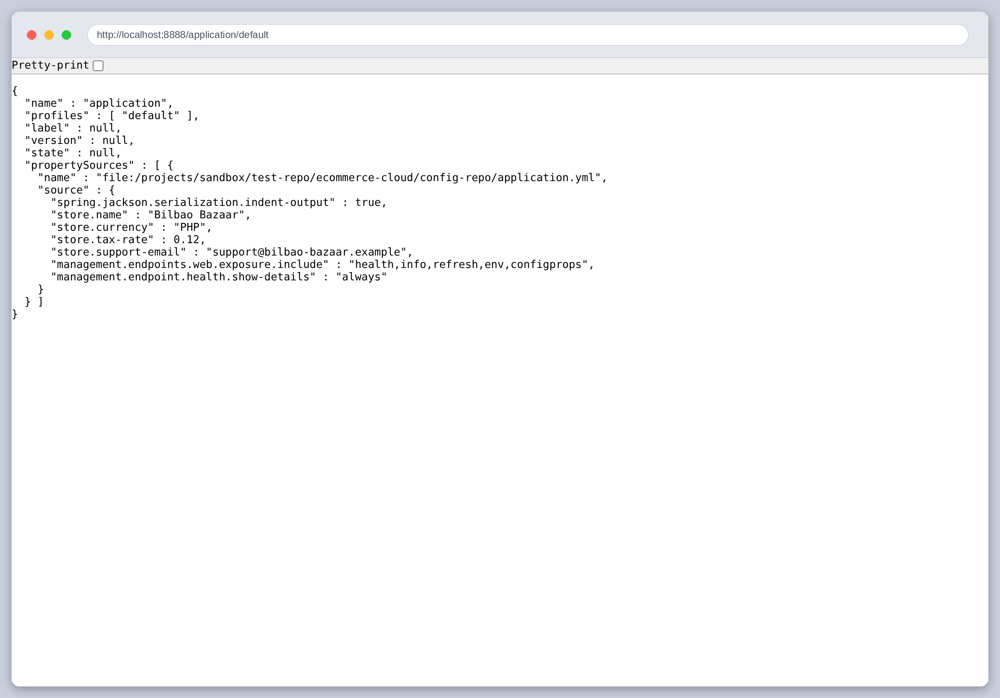 http://localhost:8888/application/default
Pretty-print
{
  "name" : "application",
  "profiles" : [ "default" ],
  "label" : null,
  "version" : null,
  "state" : null,
  "propertySources" : [ {
    "name" : "file:/projects/sandbox/test-repo/ecommerce-cloud/config-repo/application.yml",
    "source" : {
      "spring.jackson.serialization.indent-output" : true,
      "store.name" : "Bilbao Bazaar",
      "store.currency" : "PHP",
      "store.tax-rate" : 0.12,
      "store.support-email" : "support@bilbao-bazaar.example",
      "management.endpoints.web.exposure.include" : "health,info,refresh,env,configprops",
      "management.endpoint.health.show-details" : "always"
    }
  } ]
}